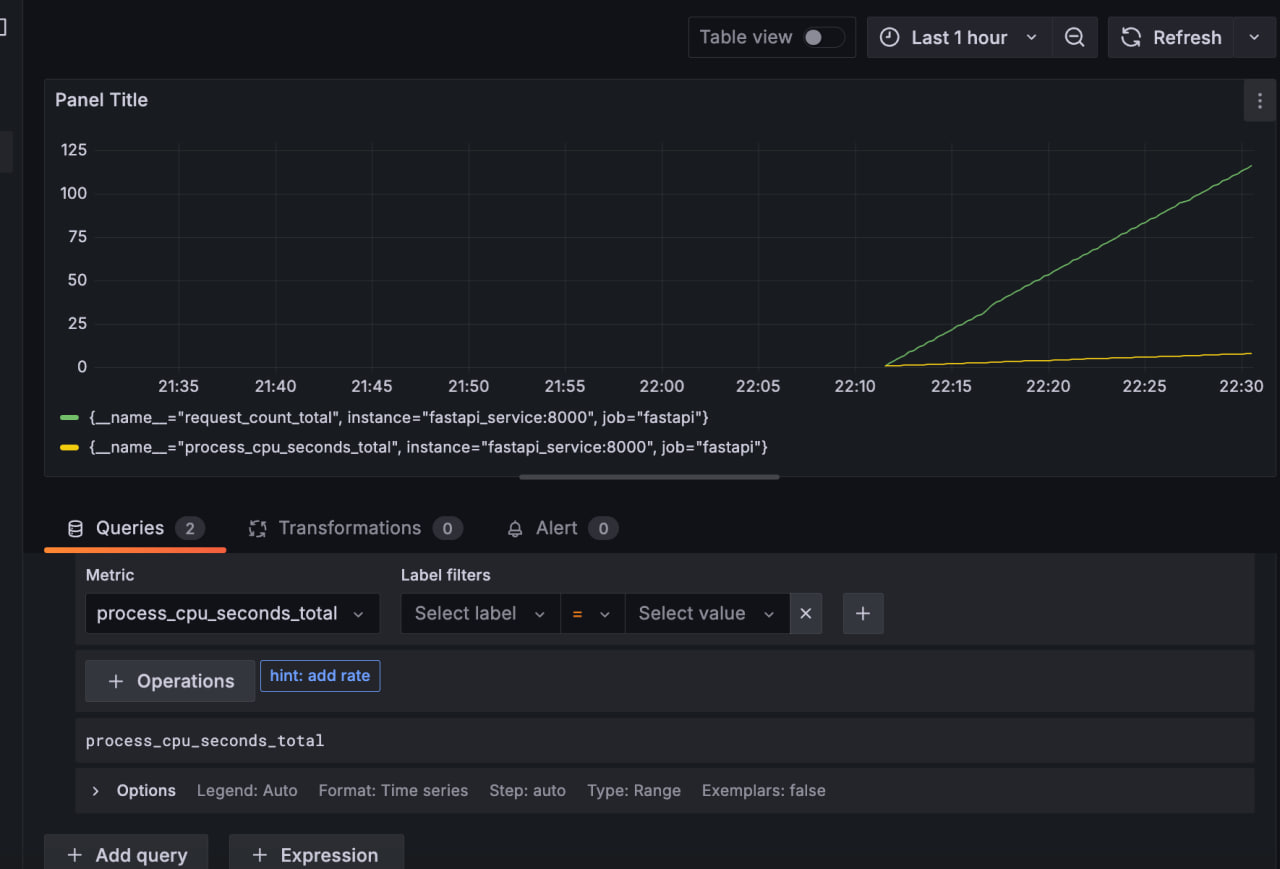 Table view Last 1 hour Refresh
Panel Title
125
100
75
50
25
0
21:35 21:40 21:45 21:50 21:55 22:00 22:05 22:10 22:15 22:20 22:25 22:30
{__name__="request_count_total", instance="fastapi_service:8000", job="fastapi"}
{__name__="process_cpu_seconds_total", instance="fastapi_service:8000", job="fastapi"}
Queries 2 Transformations 0 Alert 0
Metric Label filters
process_cpu_seconds_total Select label = Select value
+ Operations hint: add rate
process_cpu_seconds_total
Options Legend: Auto Format: Time series Step: auto Type: Range Exemplars: false
+ Add query + Expression